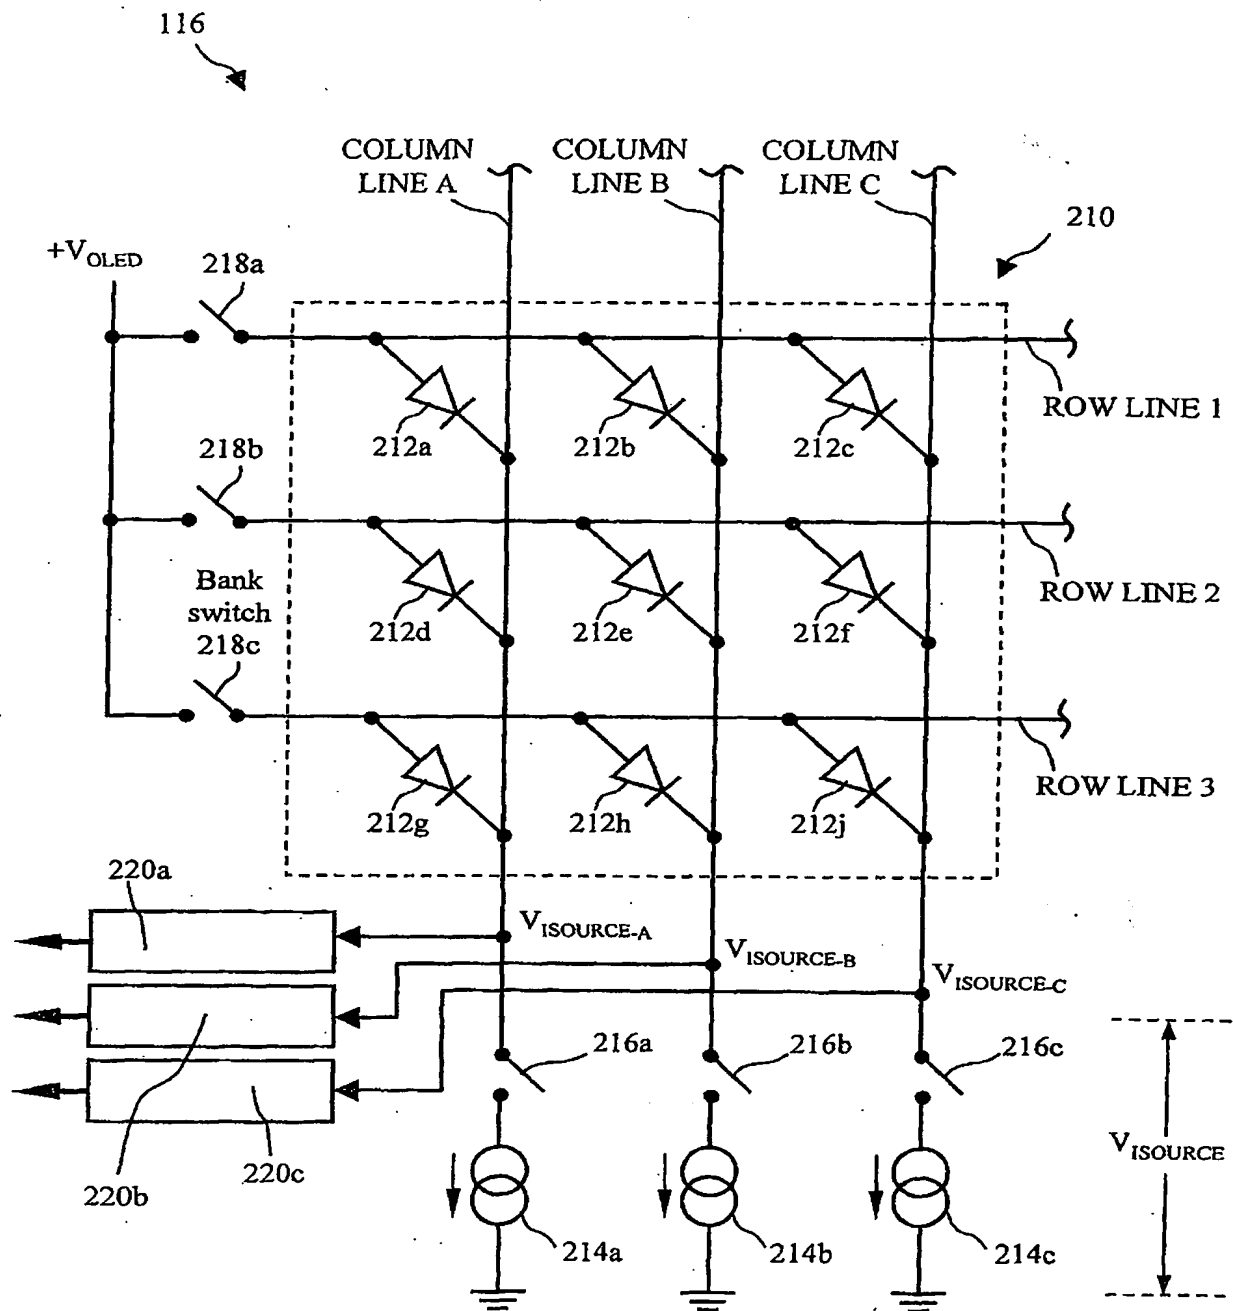 116
COLUMN LINE A
COLUMN LINE B
COLUMN LINE C
210
+VOLED
218a
ROW LINE 1
212a
212b
212c
218b
ROW LINE 2
Bank switch
218c
212d
212e
212f
ROW LINE 3
212g
212h
212j
220a
VISOURCE-A
VISOURCE-B
VISOURCE-C
216a
216b
216c
VISOURCE
220b
220c
214a
214b
214c